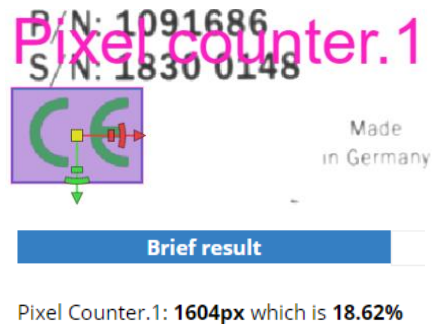 P/N: 1091686
Pixel counter.1
S/N: 1830 0148
CE
Made
in Germany
Brief result
Pixel Counter.1: 1604px which is 18.62%